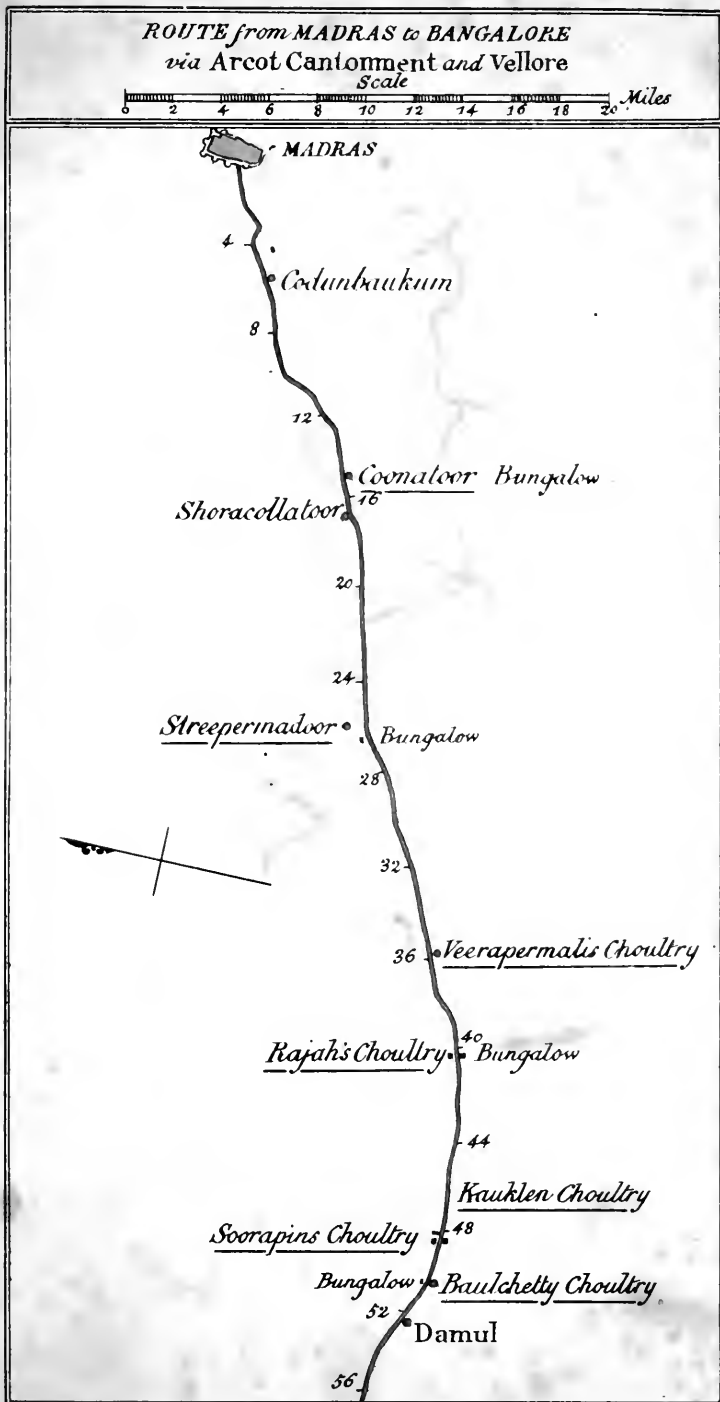 ROUTE from MADRAS to BANGALORE
via Arcot Cantonment and Vellore
Scale
0 2 4 6 8 10 12 14 16 18 20 Miles
MADRAS
4
Codunbaukum
8
12
Coonatoor Bungalow
16
Shoracollatoor
20
24
Streepermadoor
Bungalow
28
32
36
Veerapermalis Choultry
40
Rajah's Choultry
Bungalow
44
Kauklen Choultry
Soorapins Choultry
48
Bungalow
Baulchetty Choultry
52
Damul
56